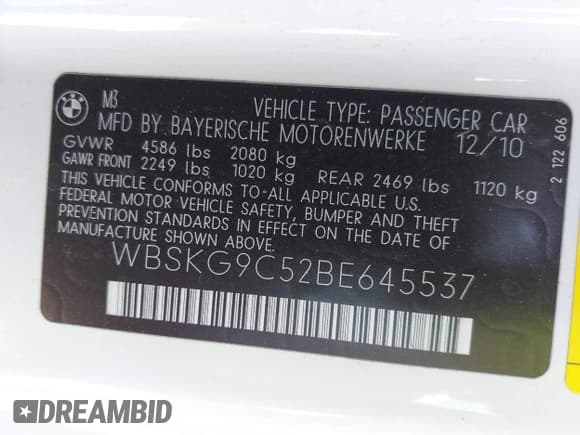 BMW
M3
VEHICLE TYPE: PASSENGER CAR
MFD BY BAYERISCHE MOTORENWERKE 12/10
GVWR 4586 lbs 2080 kg
GAWR FRONT 2249 lbs 1020 kg REAR 2469 lbs 1120 kg
THIS VEHICLE CONFORMS TO-ALL APPLICABLE U.S.
FEDERAL MOTOR VEHICLE SAFETY, BUMPER AND THEFT
PREVENTION STANDARDS IN EFFECT ON THE DATE OF
MANUFACTURE SHOWN ABOVE.
WBSKG9C52BE645537
2 122 606
DREAMBID